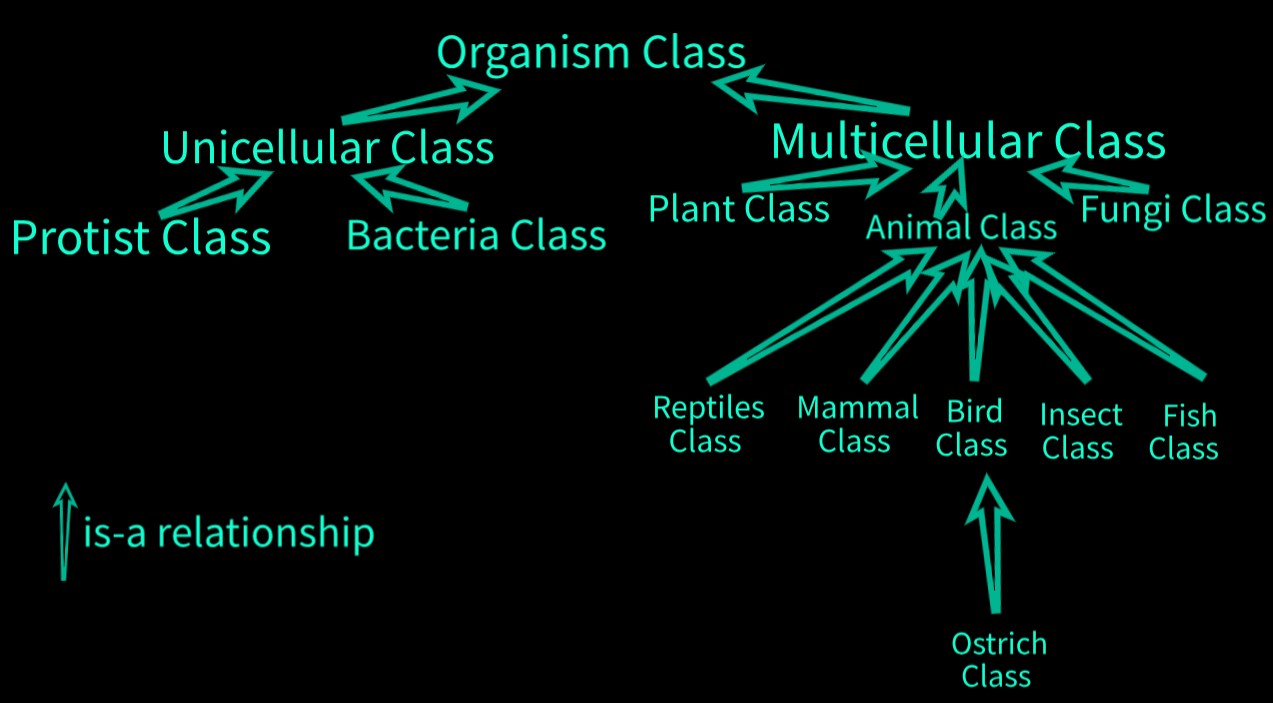 Organism Class
Unicellular Class
Multicellular Class
Protist Class
Bacteria Class
Plant Class
Animal Class
Fungi Class
Reptiles
Class
Mammal
Class
Bird
Class
Insect
Class
Fish
Class
is-a relationship
Ostrich
Class